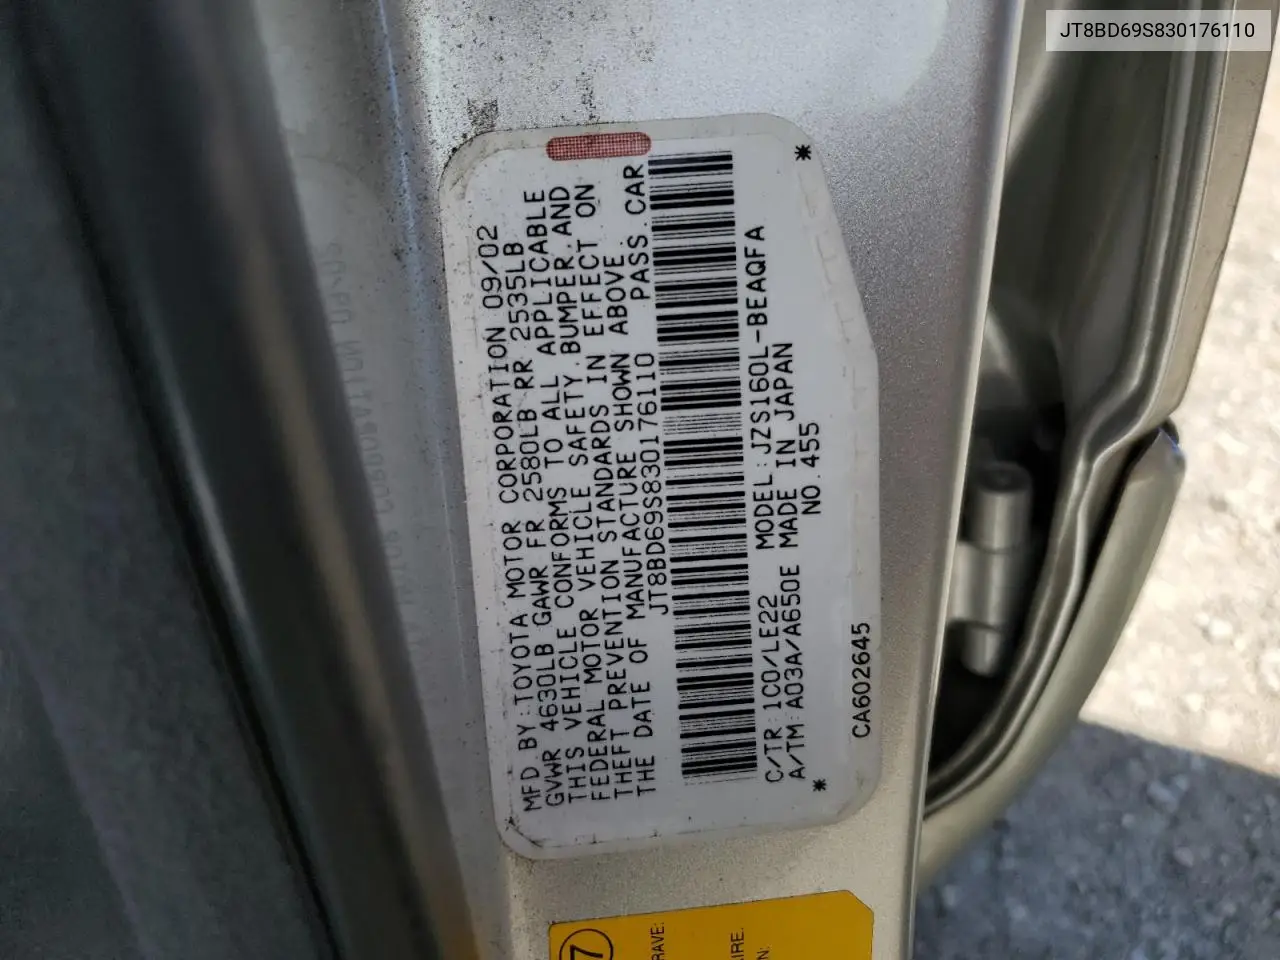 JT8BD69S830176110
MFD BY: TOYOTA MOTOR CORPORATION 09/02
GVWR 4630LB GAWR FR 2580LB RR 2535LB
THIS VEHICLE CONFORMS TO ALL APPLICABLE
FEDERAL MOTOR VEHICLE SAFETY, BUMPER, AND
THEFT PREVENTION STANDARDS IN EFFECT ON
THE DATE OF MANUFACTURE SHOWN ABOVE.
JT8BD69S830176110 PASS. CAR
C/TR: 1C0/LE22 MODEL: JZS160L-BEAQFA
A/TM: A03A/A650E MADE IN JAPAN
NO. 455
CA602645
7
RAVE:
IRE.
N: